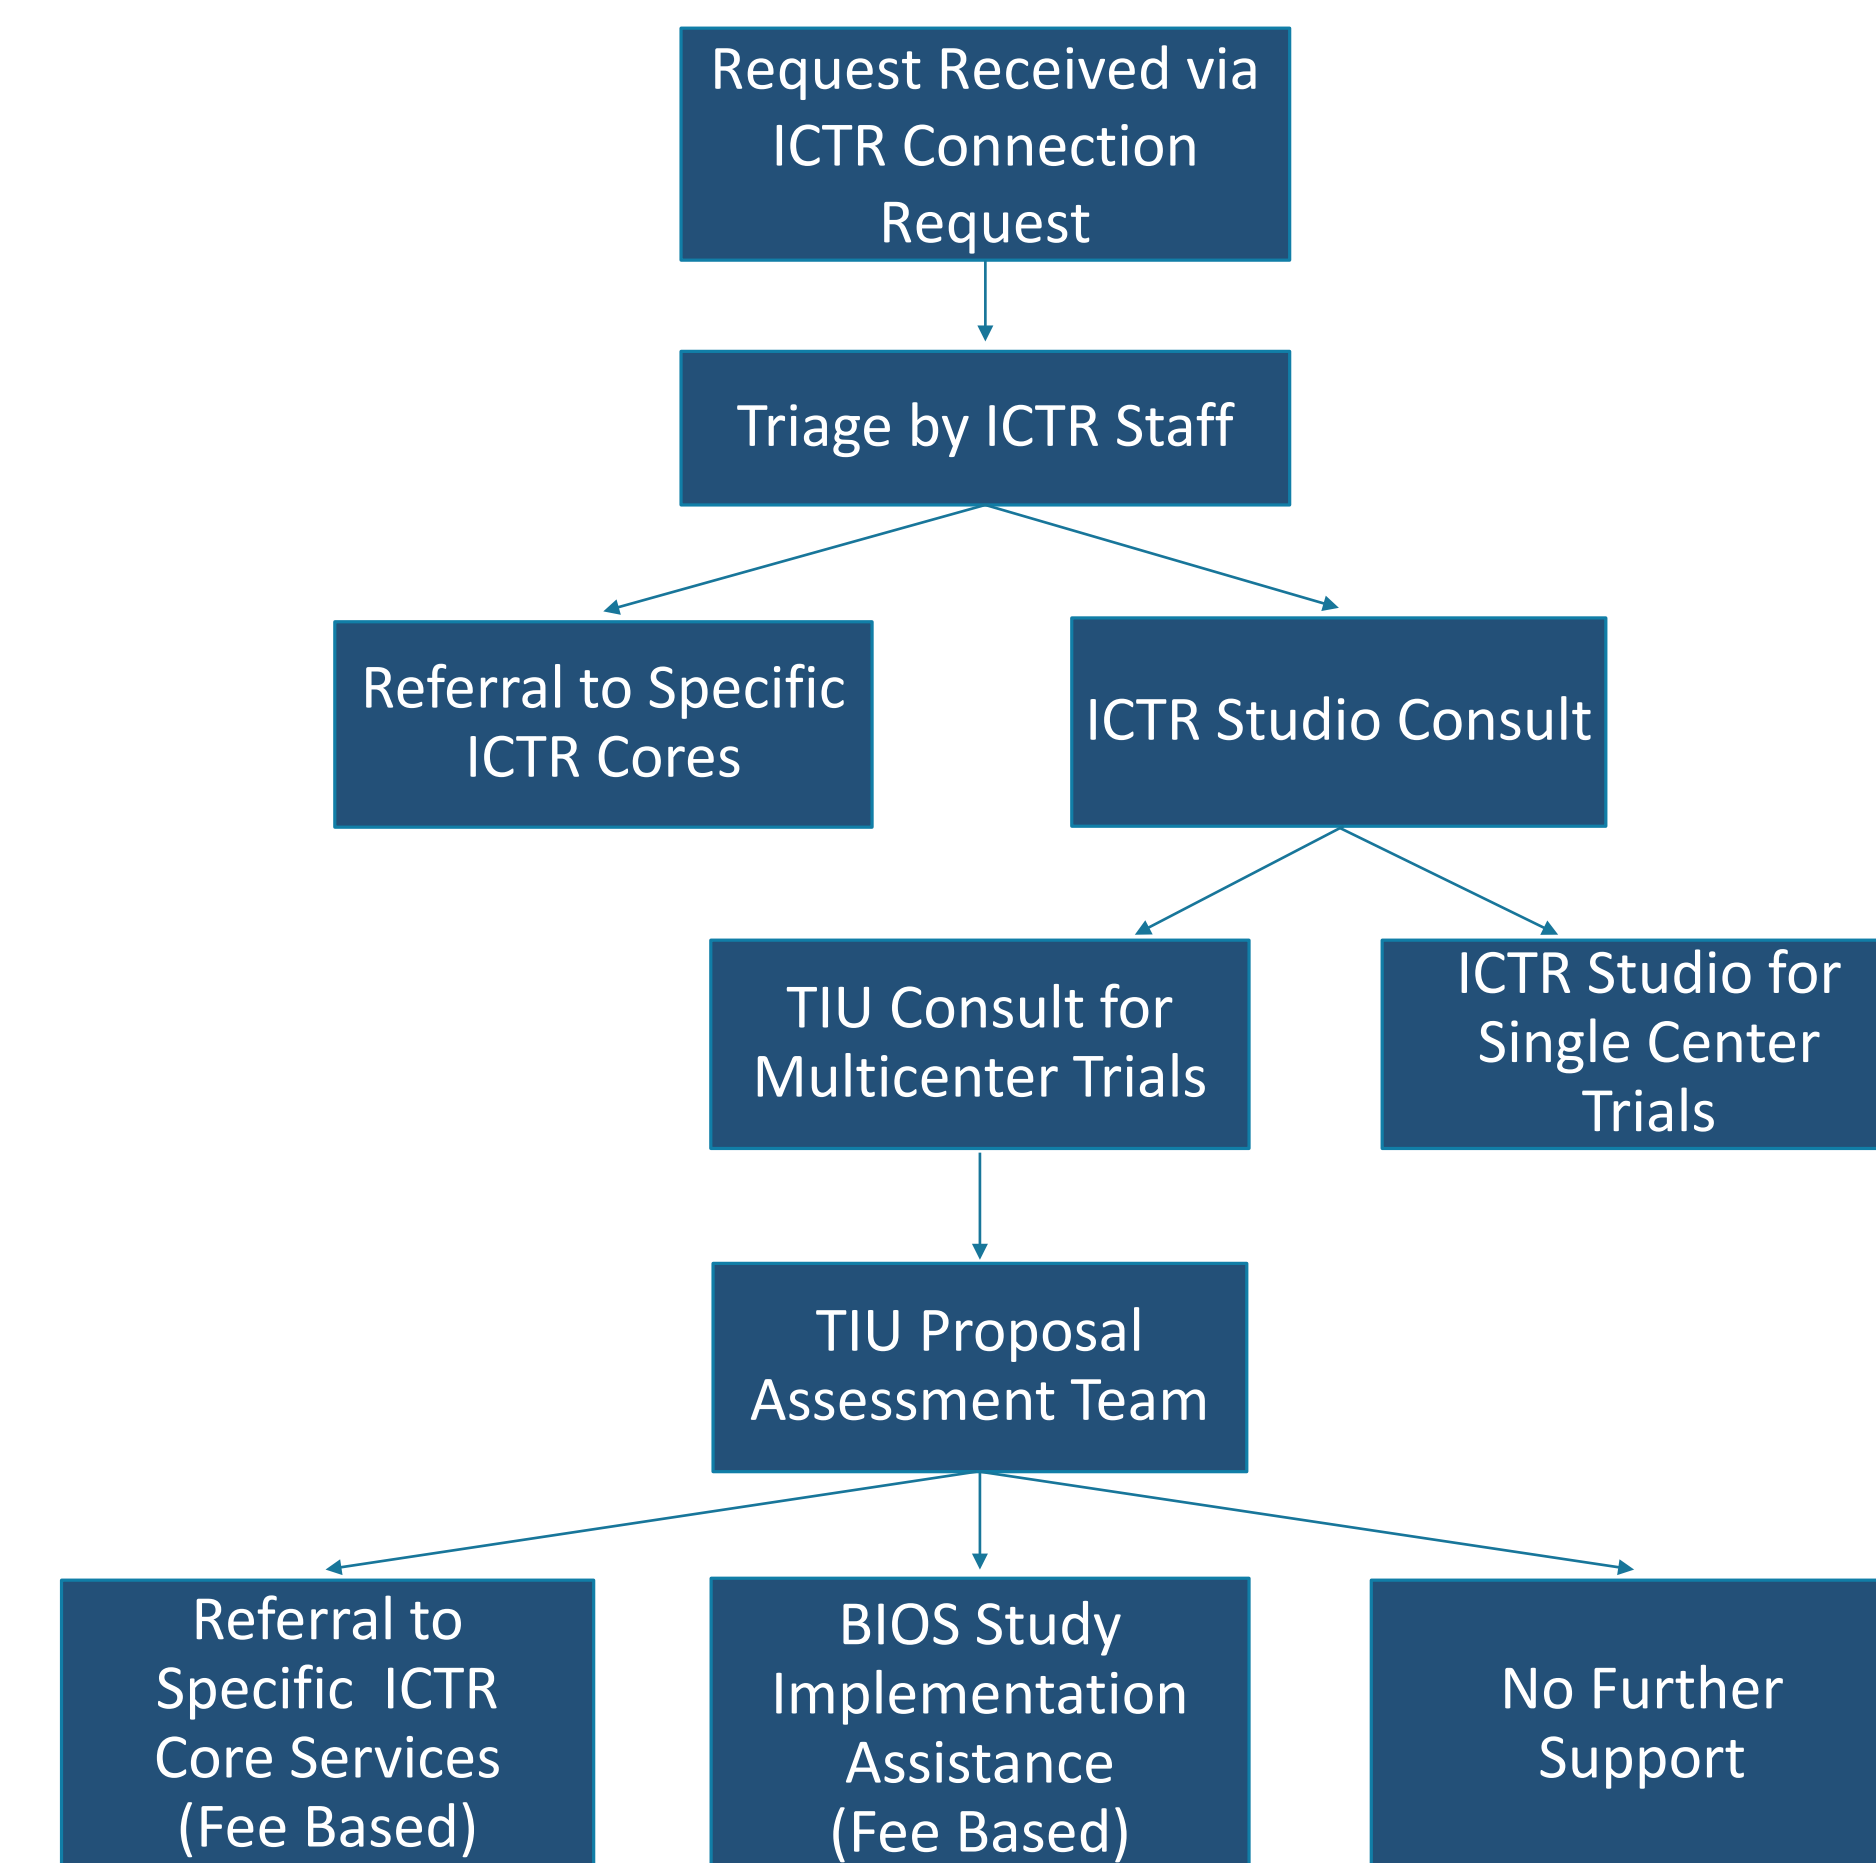 Request Received via
ICTR Connection
Request
Triage by ICTR Staff
Referral to Specific
ICTR Cores
ICTR Studio Consult
TIU Consult for
Multicenter Trials
ICTR Studio for
Single Center
Trials
TIU Proposal
Assessment Team
Referral to
Specific  ICTR
Core Services
(Fee Based)
BIOS Study
Implementation
Assistance
(Fee Based)
No Further
Support